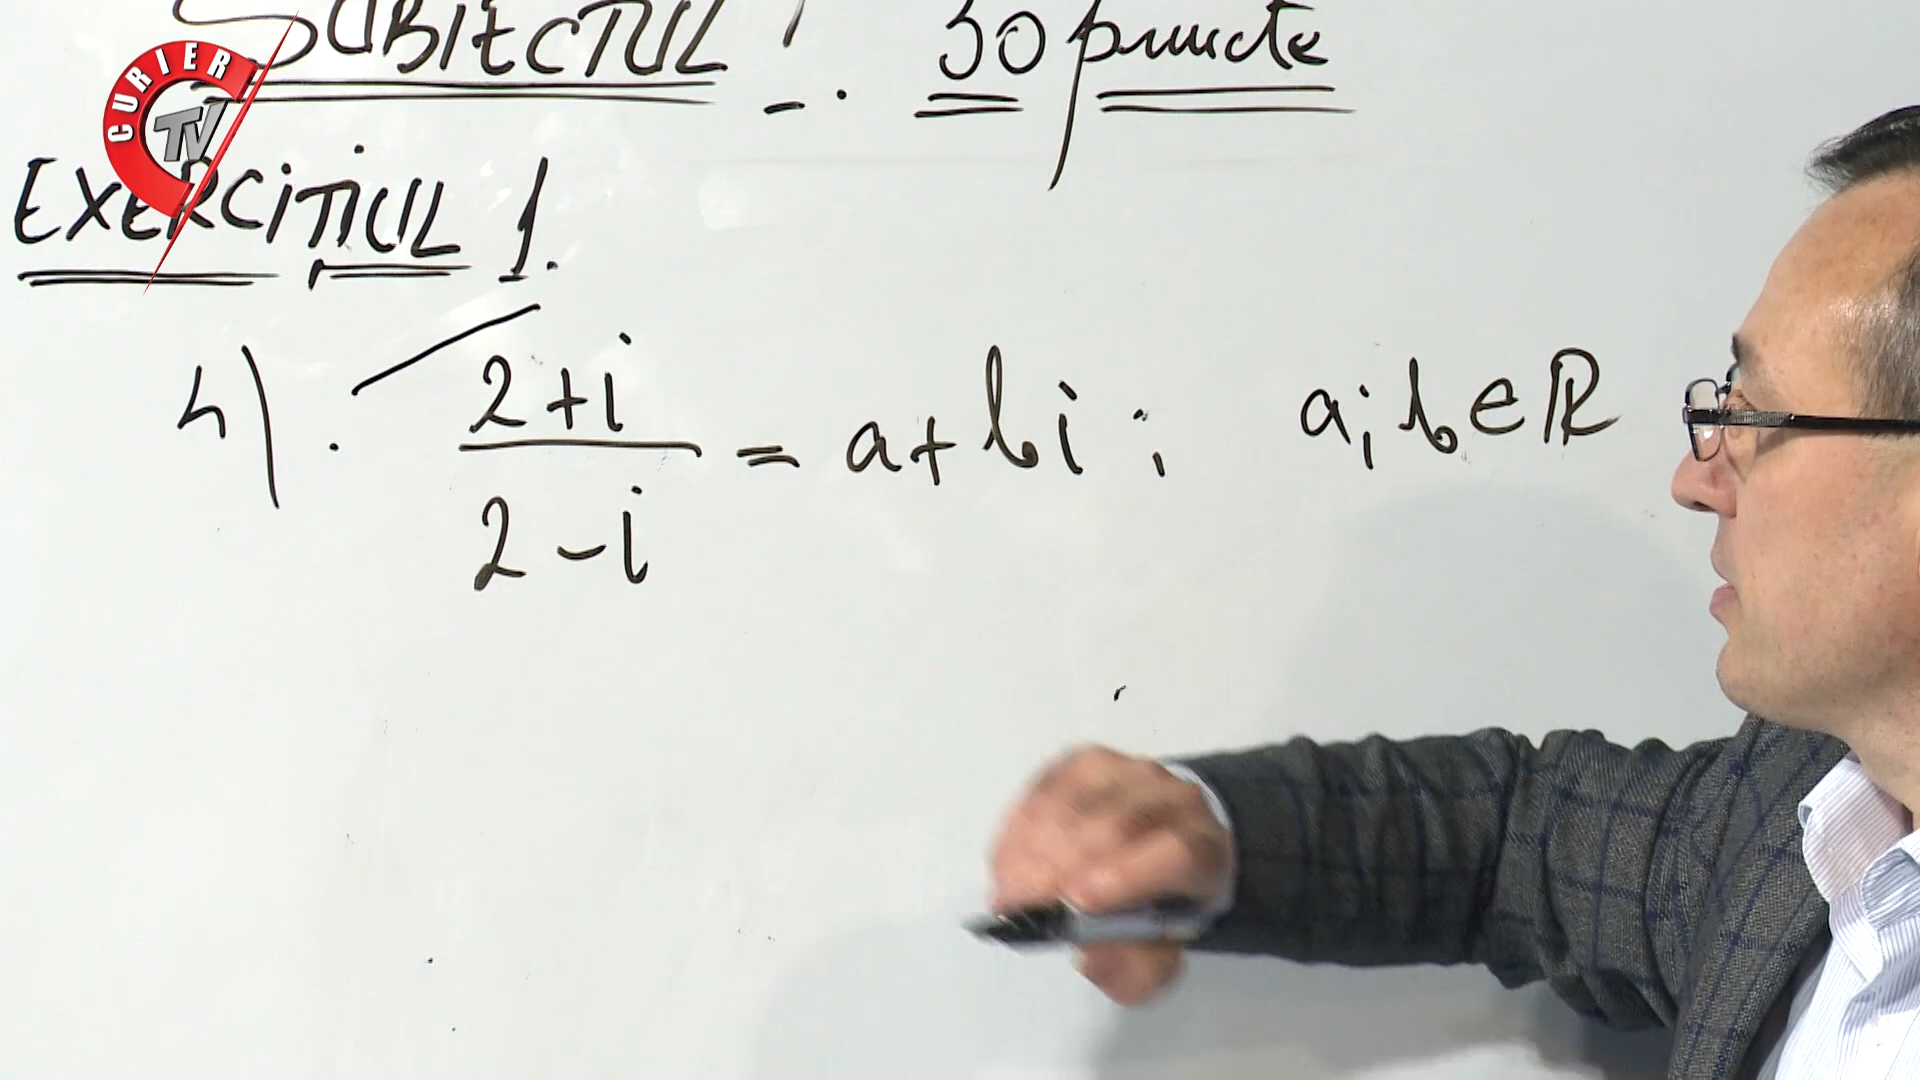 CURIER TV
SUBIECTUL I. 30 puncte
EXERCIȚIUL 1.
4). 2+i / 2-i = a+bi ; a; b ∈ ℝ